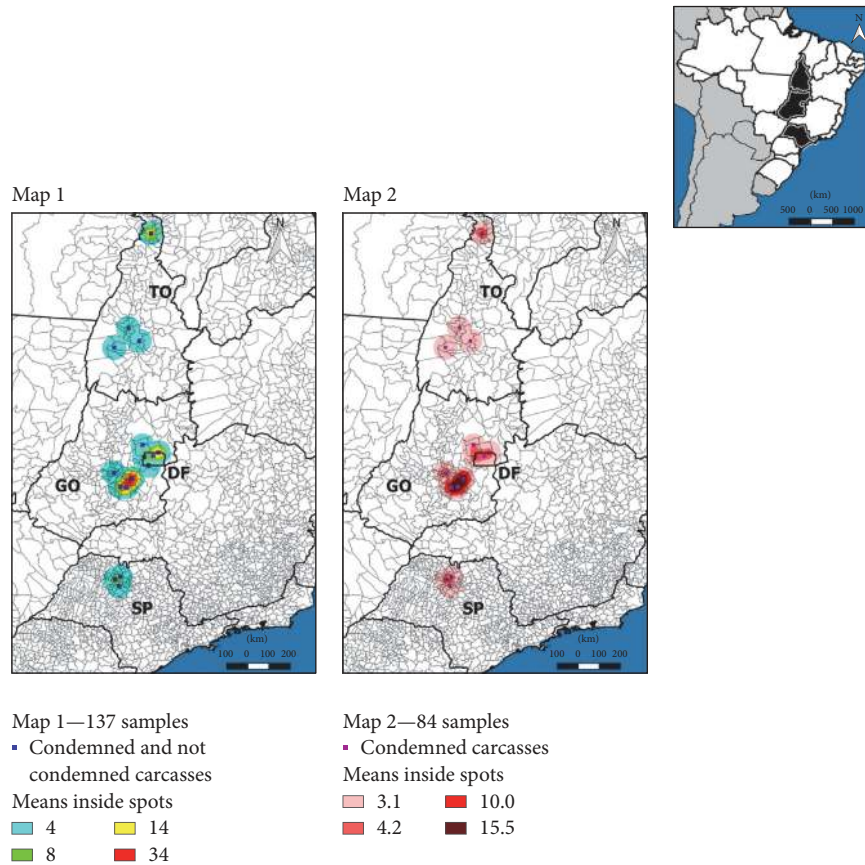 N
(km)
500 0 500 1000
Map 1
Map 2
N
TO
GO
DF
SP
(km)
100 0 100 200
N
TO
GO
DF
SP
(km)
100 0 100 200
Map 1—137 samples
Condemned and not
condemned carcasses
Means inside spots
4 14
8 34
Map 2—84 samples
Condemned carcasses
Means inside spots
3.1 10.0
4.2 15.5